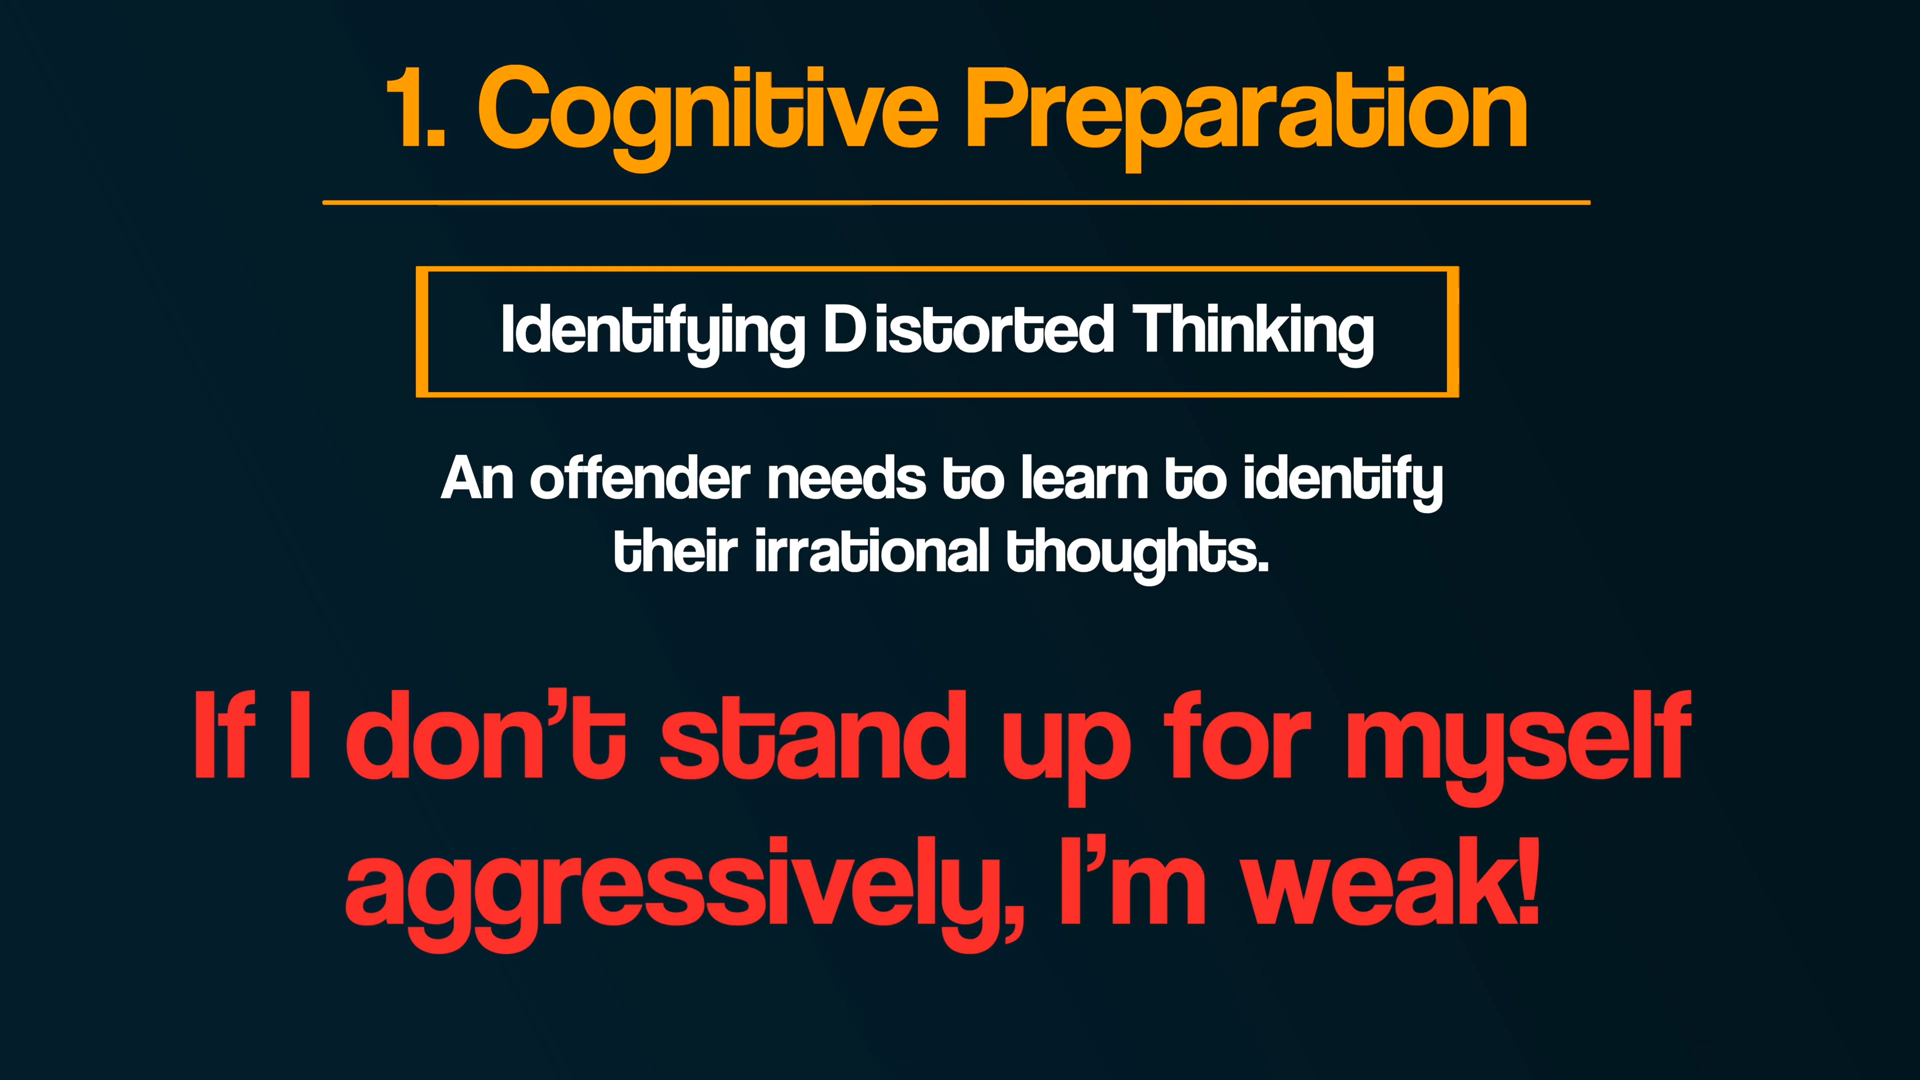 1. Cognitive Preparation
Identifying Distorted Thinking
An offender needs to learn to identify
their irrational thoughts.
If I don’t stand up for myself
aggressively, I’m weak!